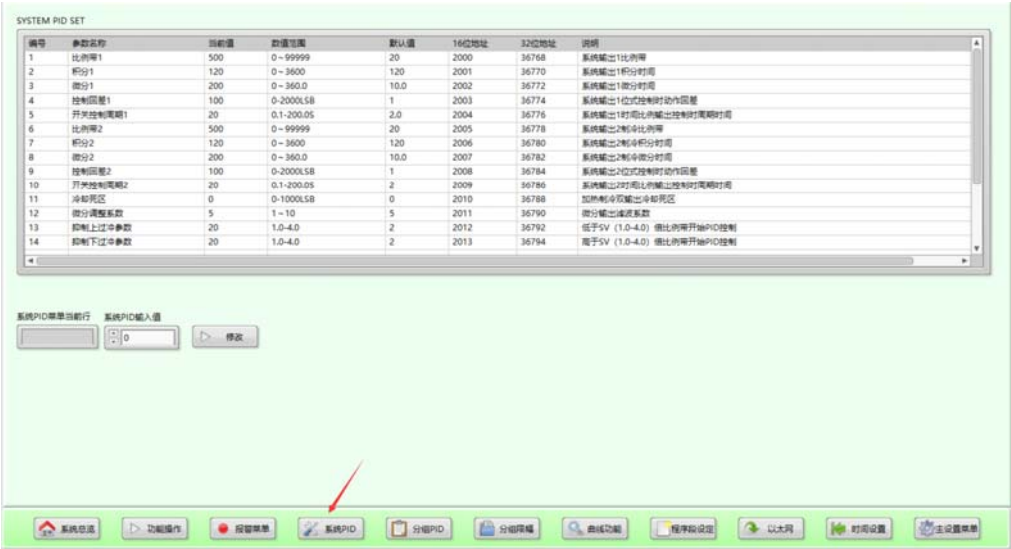 SYSTEM PID SET
编号 参数名称 当前值 数值范围 默认值 16位地址 32位地址 说明
1 比例带1 500 0~99999 20 2000 36768 系统输出1比例带
2 积分1 120 0~3600 120 2001 36770 系统输出1积分时间
3 微分1 200 0~360.0 10.0 2002 36772 系统输出1微分时间
4 控制回差1 100 0-2000LSB 1 2003 36774 系统输出1位式控制时动作回差
5 开关控制周期1 20 0.1-200.0S 2.0 2004 36776 系统输出1时间比例输出控制时周期时间
6 比例带2 500 0~99999 20 2005 36778 系统输出2制冷比例带
7 积分2 120 0~3600 120 2006 36780 系统输出2制冷积分时间
8 微分2 200 0~360.0 10.0 2007 36782 系统输出2制冷微分时间
9 控制回差2 100 0-2000LSB 1 2008 36784 系统输出2位式控制时动作回差
10 开关控制周期2 20 0.1-200.0S 2 2009 36786 系统输出2时间比例输出控制时周期时间
11 冷却死区 0 0-1000LSB 0 2010 36788 加热制冷双输出冷却死区
12 微分调整系数 5 1~10 5 2011 36790 微分输出滤波系数
13 抑制上过冲参数 20 1.0-4.0 2 2012 36792 低于SV（1.0-4.0）倍比例带开始PID控制
14 抑制下过冲参数 20 1.0-4.0 2 2013 36794 高于SV（1.0-4.0）值比例带开始PID控制
系统PID菜单当前行 系统PID输入值
0 修改
系统总览 功能操作 报警菜单 系统PID 分组PID 分组限幅 曲线功能 程序段设定 以太网 时间设置 主设置菜单